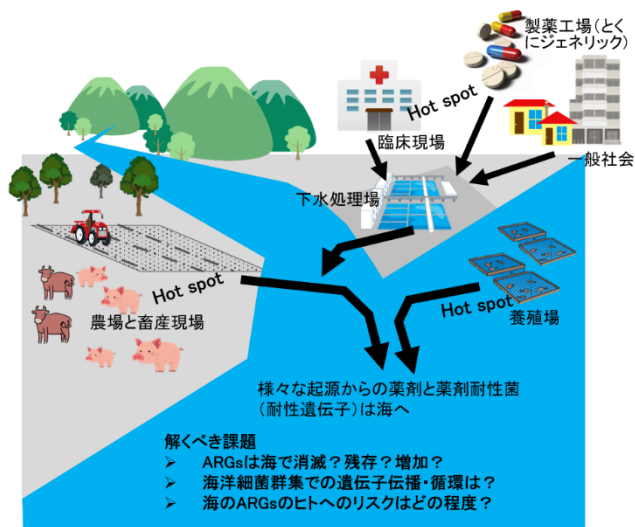 製薬工場(とく
にジェネリック)
Hot spot
臨床現場
一般社会
下水処理場
Hot spot
農場と畜産現場
Hot spot
養殖場
様々な起源からの薬剤と薬剤耐性菌
(耐性遺伝子)は海へ
解くべき課題
➢ ARGsは海で消滅?残存?増加?
➢ 海洋細菌群集での遺伝子伝播・循環は?
➢ 海のARGsのヒトへのリスクはどの程度?